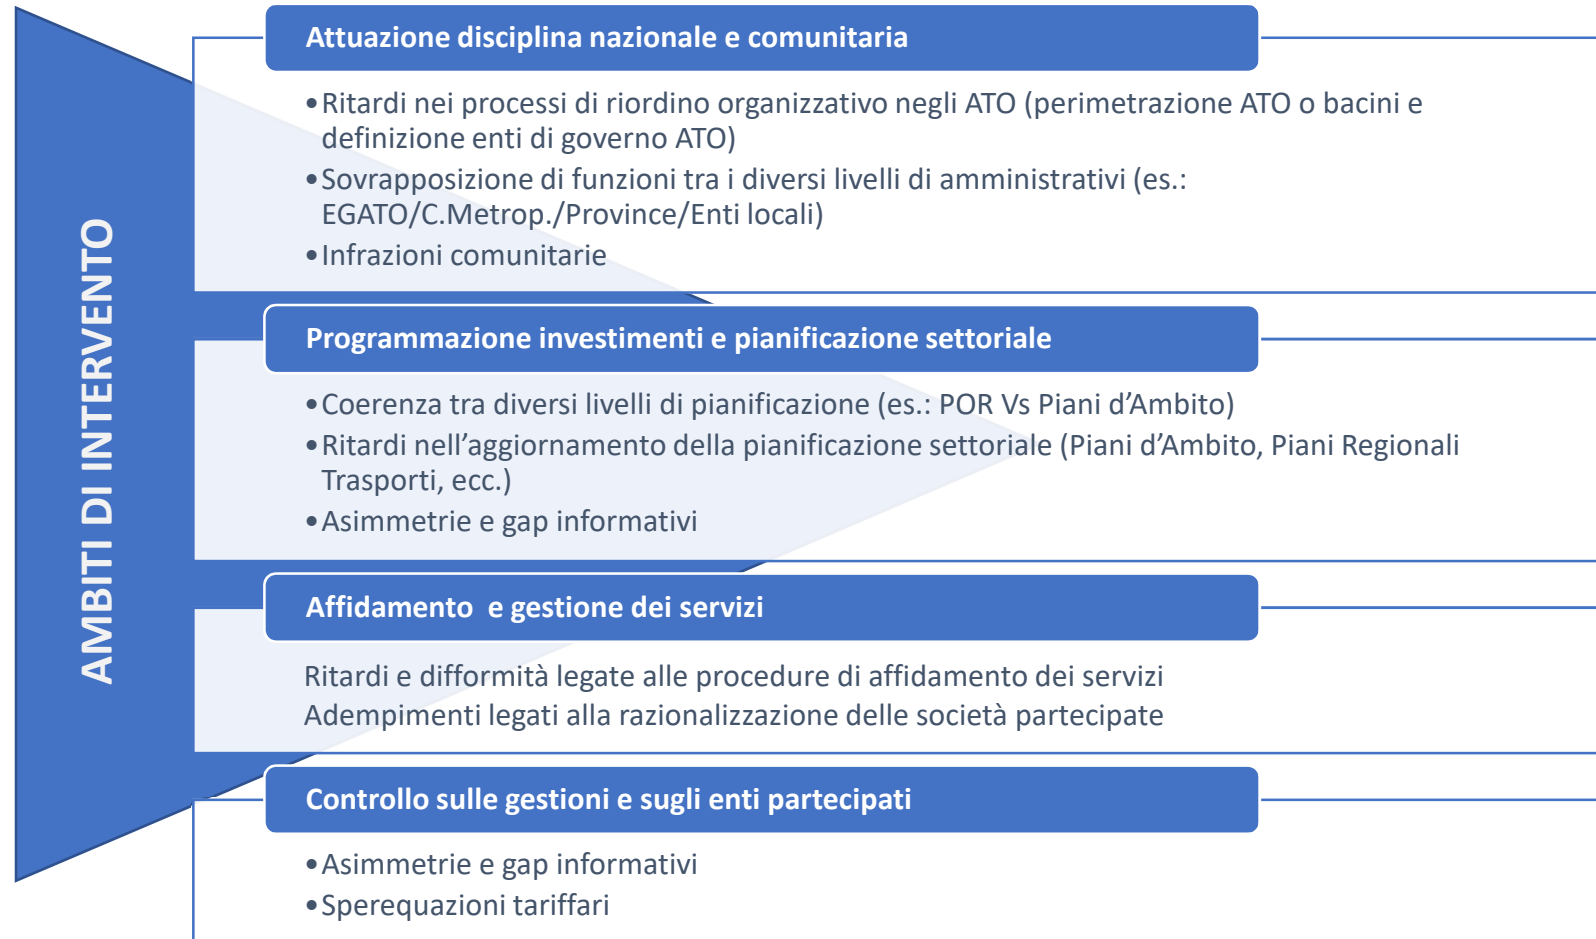 AMBITI DI INTERVENTO
Attuazione disciplina nazionale e comunitaria
•Ritardi nei processi di riordino organizzativo negli ATO (perimetrazione ATO o bacini e
definizione enti di governo ATO)
•Sovrapposizione di funzioni tra i diversi livelli di amministrativi (es.:
EGATO/C.Metrop./Province/Enti locali)
•Infrazioni comunitarie
Programmazione investimenti e pianificazione settoriale
•Coerenza tra diversi livelli di pianificazione (es.: POR Vs Piani d’Ambito)
•Ritardi nell’aggiornamento della pianificazione settoriale (Piani d’Ambito, Piani Regionali
Trasporti, ecc.)
•Asimmetrie e gap informativi
Affidamento  e gestione dei servizi
Ritardi e difformità legate alle procedure di affidamento dei servizi
Adempimenti legati alla razionalizzazione delle società partecipate
Controllo sulle gestioni e sugli enti partecipati
•Asimmetrie e gap informativi
•Sperequazioni tariffari